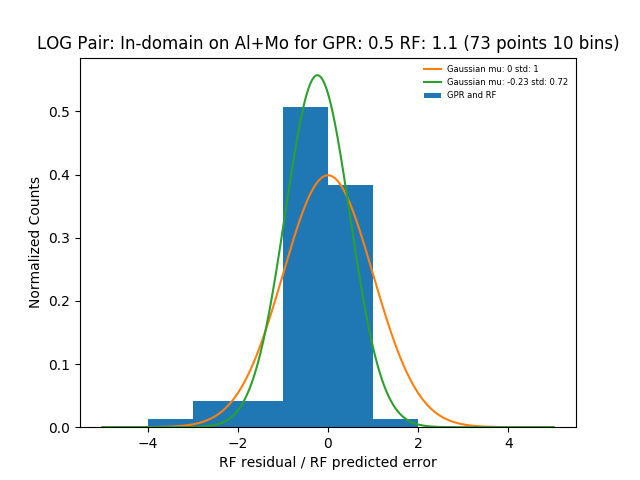 LOG Pair: In-domain on Al+Mo for GPR: 0.5 RF: 1.1 (73 points 10 bins)
Gaussian mu: 0 std: 1
Gaussian mu: -0.23 std: 0.72
GPR and RF
Normalized Counts
0.5
0.4
0.3
0.2
0.1
0.0
−4
−2
0
2
4
RF residual / RF predicted error